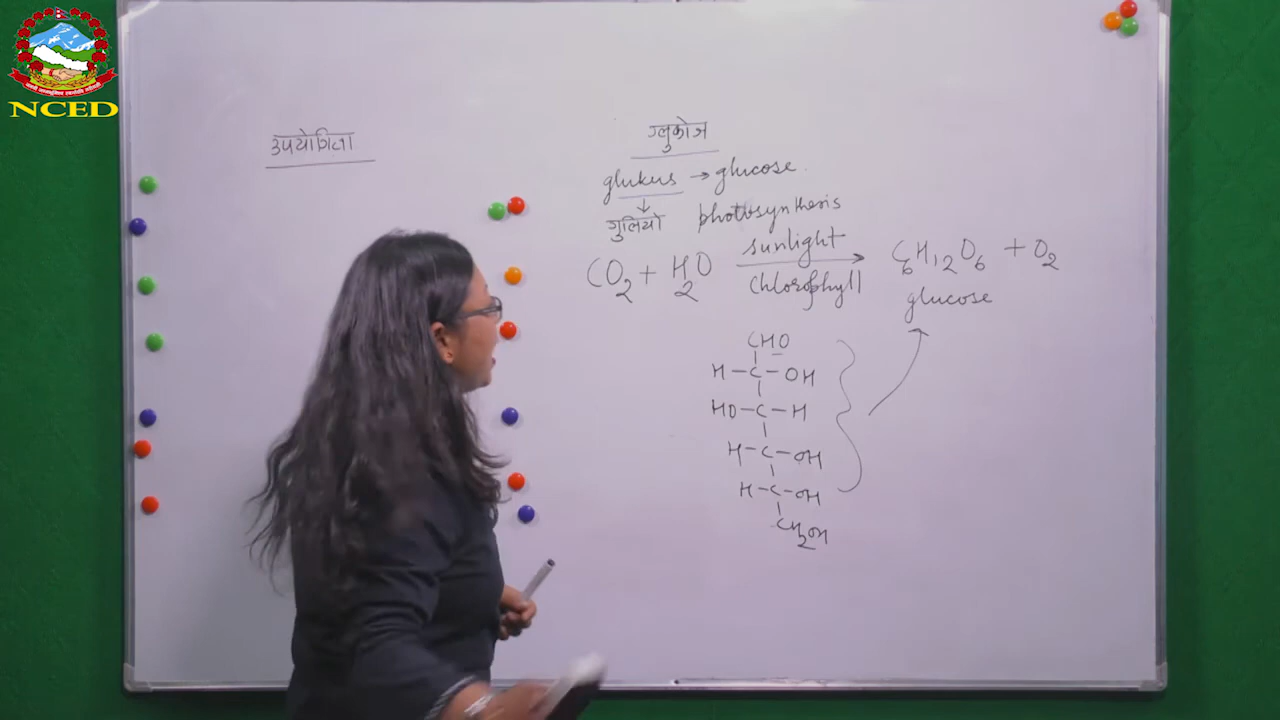 NCED
उपयोगिता
ग्लुकोज
glukus → glucose
↓
गुलियो photosynthesis
sunlight
CO2 + H2O → C6H12O6 + O2
chlorophyll
glucose
CHO
H-C-OH
HO-C-H
H-C-OH
H-C-OH
CH2OH